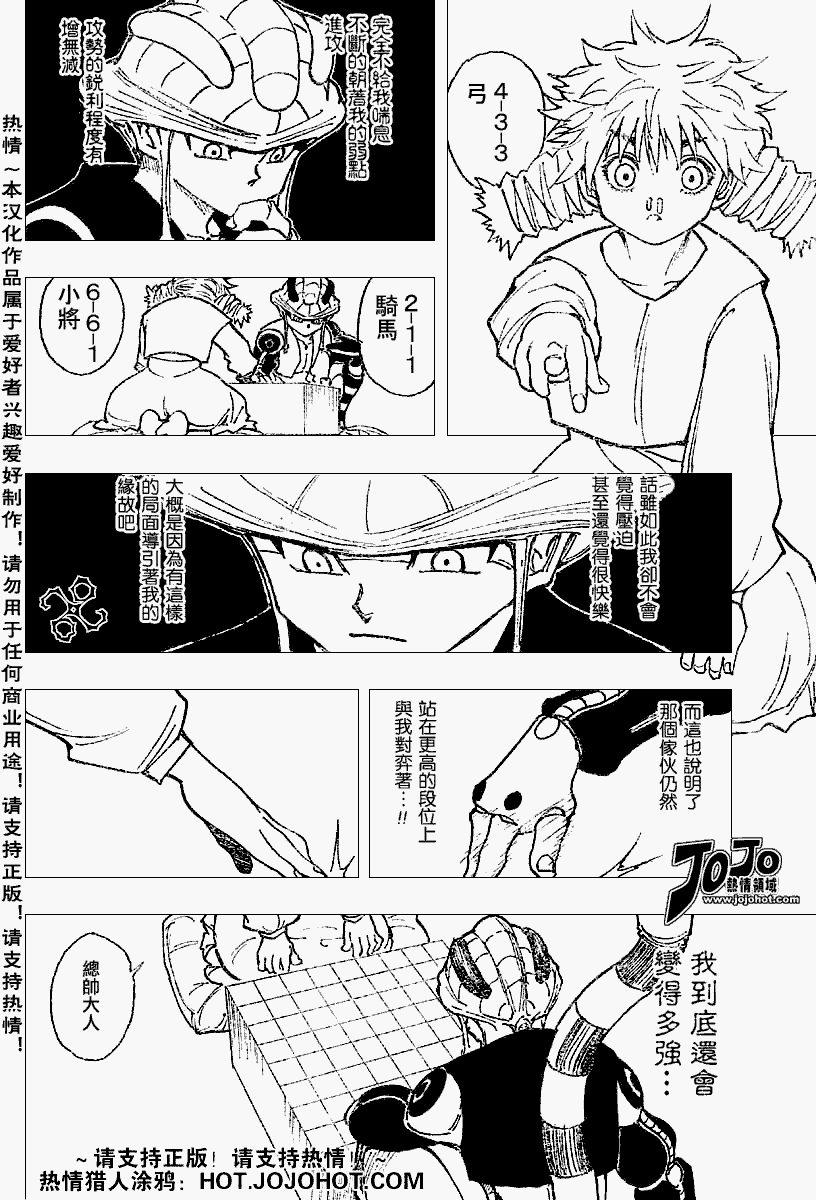 4-3-3
弓
完全不給我喘息
不斷的朝著我的弱點
進攻
攻勢的銳利程度有
增無減
2-1-1
騎馬
6-6-1
小將
話雖如此我卻不會
覺得壓迫
甚至還覺得很快樂
大概是因為有這樣
的局面導引著我的
緣故吧
而這也說明了
那個傢伙仍然
站在更高的段位上
與我對弈著…!!
JOJO
熱情領域
www.jojohot.com
我到底還會
變得多強…
總帥大人
热情～本汉化作品属于爱好者兴趣爱好制作！请勿用于任何商业用途！请支持正版！请支持热情！
～请支持正版！请支持热情！～
热情猎人涂鸦：HOT.JOJOHOT.COM